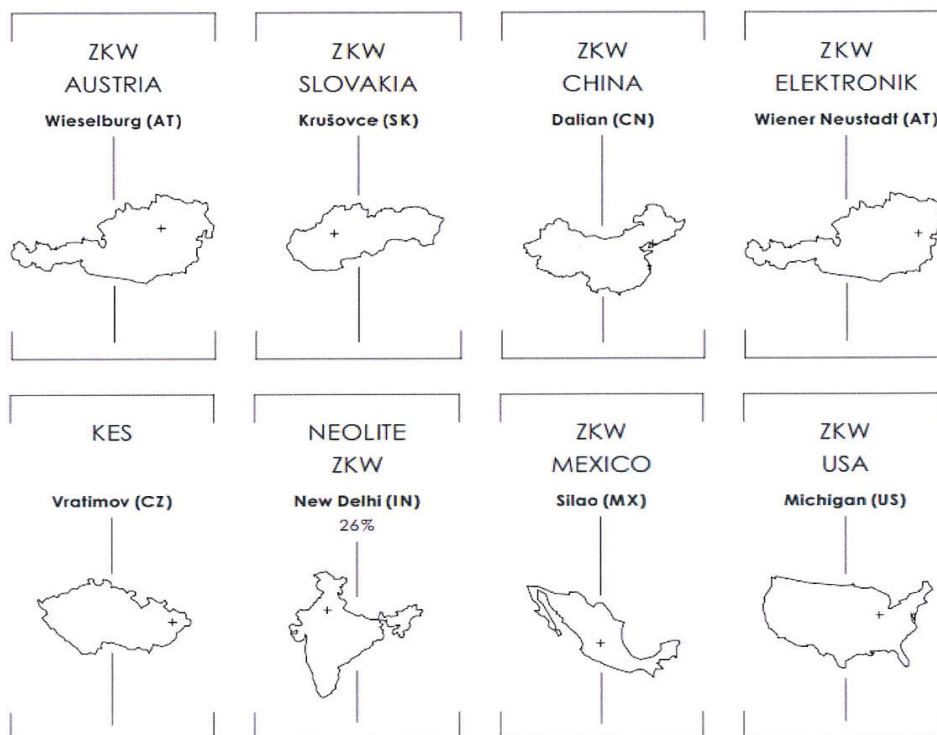 ZKW
AUSTRIA
Wieselburg (AT)
ZKW
SLOVAKIA
Krušovce (SK)
ZKW
CHINA
Dalian (CN)
ZKW
ELEKTRONIK
Wiener Neustadt (AT)
KES
Vratimov (CZ)
NEOLITE
ZKW
New Delhi (IN)
26%
ZKW
MEXICO
Silao (MX)
ZKW
USA
Michigan (US)